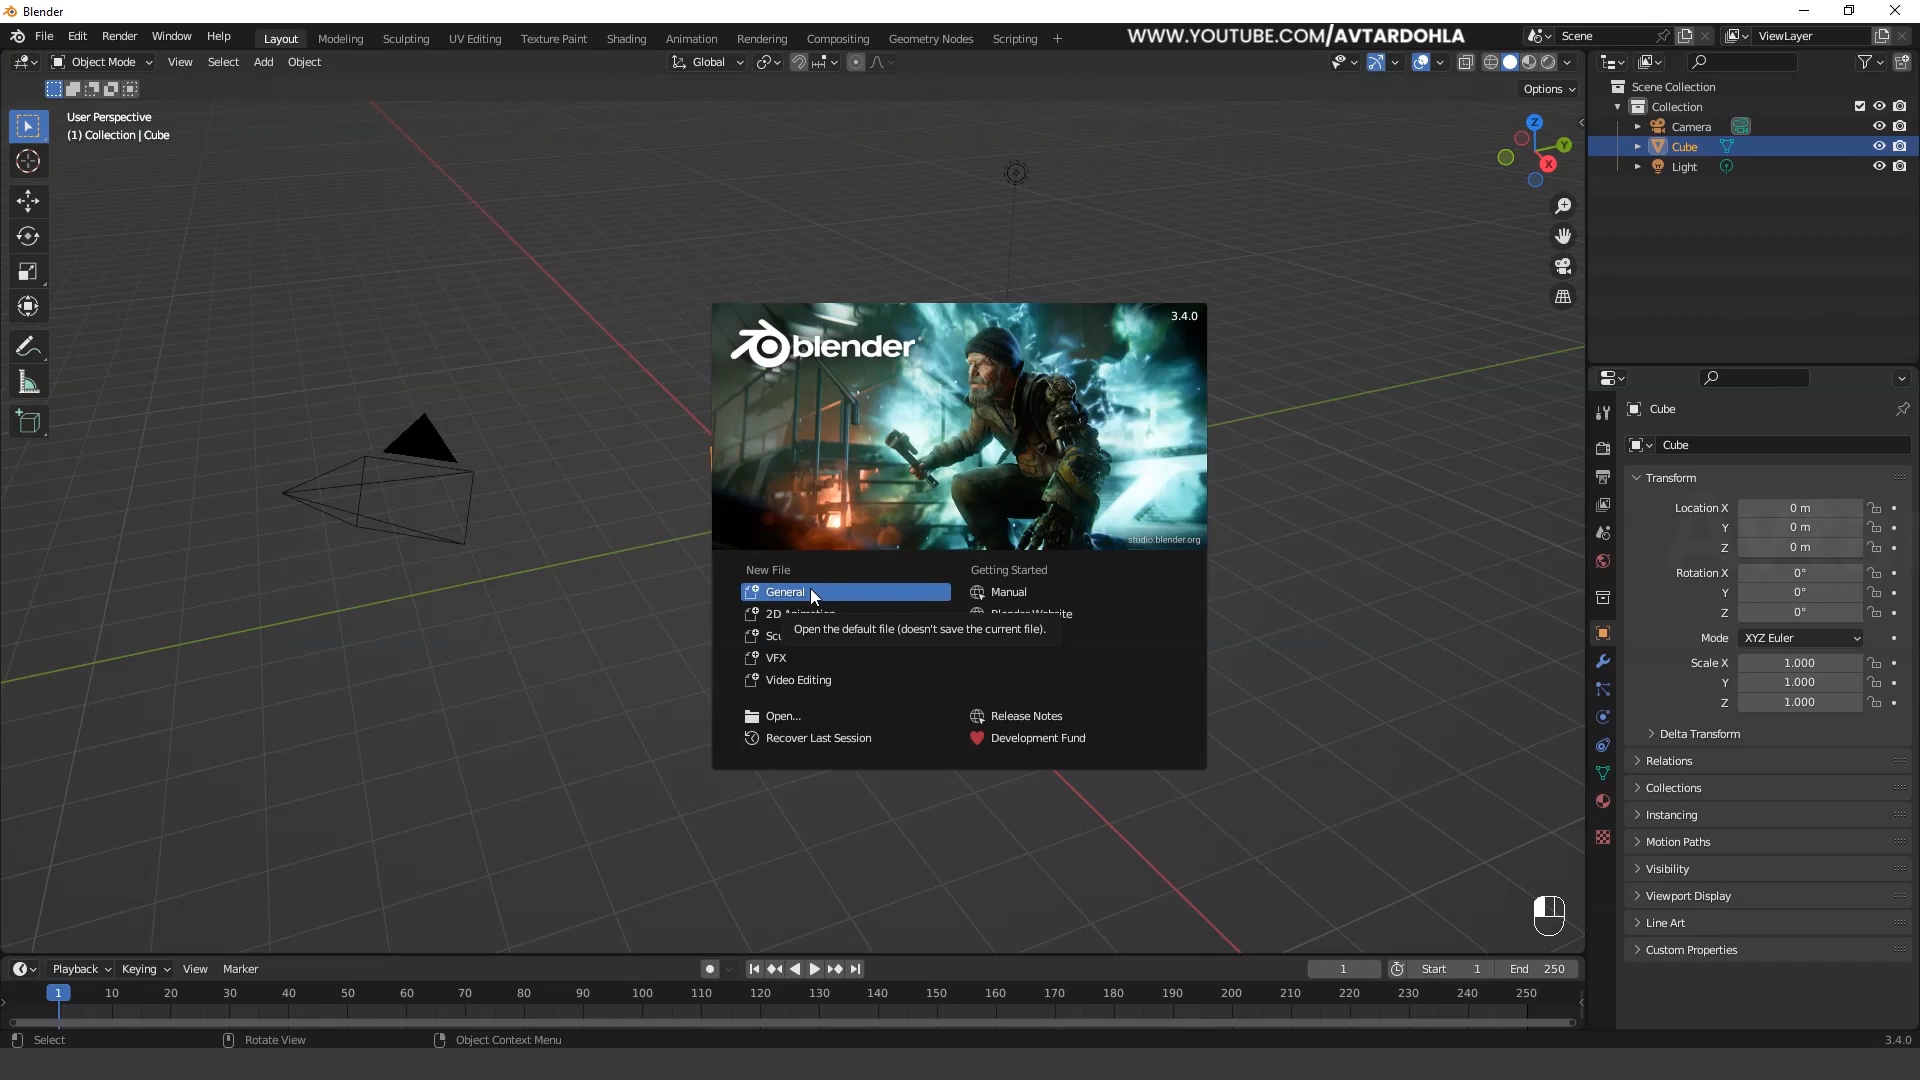 Blender
File Edit Render Window Help Layout Modeling Sculpting UV Editing Texture Paint Shading Animation Rendering Compositing Geometry Nodes Scripting + WWW.YOUTUBE.COM/AVTARDOHLA Scene ViewLayer
Object Mode View Select Add Object Global
Options
User Perspective
(1) Collection | Cube
Z
Y
X
Scene Collection
Collection
Camera
Cube
Light
3.4.0
blender
studio.blender.org
New File
General
2D Animation
VFX
Video Editing
Open...
Recover Last Session
Getting Started
Manual
Blender Website
Open the default file (doesn't save the current file).
Release Notes
Development Fund
Cube
Cube
Transform
Location X 0 m
Y 0 m
Z 0 m
Rotation X 0°
Y 0°
Z 0°
Mode XYZ Euler
Scale X 1.000
Y 1.000
Z 1.000
Delta Transform
Relations
Collections
Instancing
Motion Paths
Visibility
Viewport Display
Line Art
Custom Properties
Playback Keying View Marker 1 Start 1 End 250
1 10 20 30 40 50 60 70 80 90 100 110 120 130 140 150 160 170 180 190 200 210 220 230 240 250
Select Rotate View Object Context Menu 3.4.0